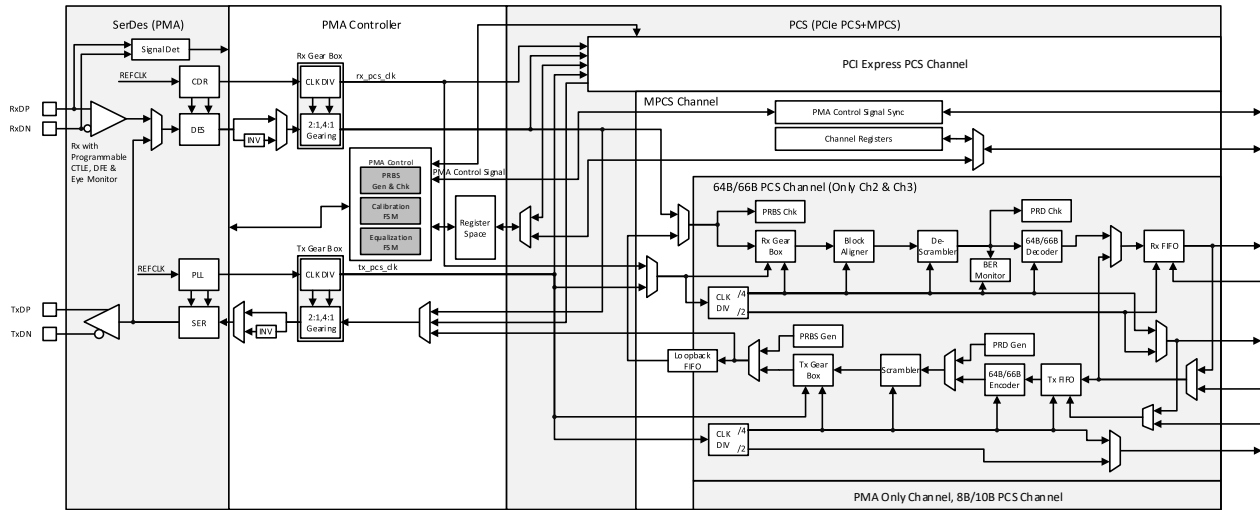 SerDes (PMA)
PMA Controller
PCS (PCIe PCS+MPCS)
Signal Det
Rx Gear Box
REFCLK
CDR
CLK DIV
rx_pcs_clk
PCI Express PCS Channel
RxDP
RxDN
DES
INV
2:1,4:1
Gearing
MPCS Channel
PMA Control Signal Sync
Channel Registers
Rx with
Programmable
CTLE, DFE &
Eye Monitor
PMA Control
PRBS
Gen & Chk
Calibration
FSM
Equalization
FSM
PMA Control Signal
Register
Space
64B/66B PCS Channel (Only Ch2 & Ch3)
PRBS Chk
PRD Chk
Rx Gear
Box
Block
Aligner
De-
Scrambler
BER
Monitor
64B/66B
Decoder
Rx FIFO
CLK
DIV
/4
/2
Tx Gear Box
REFCLK
PLL
CLK DIV
tx_pcs_clk
TxDP
TxDN
SER
INV
2:1,4:1
Gearing
PRBS Gen
PRD Gen
Loopback
FIFO
Tx Gear
Box
Scrambler
64B/66B
Encoder
Tx FIFO
CLK
DIV
/4
/2
PMA Only Channel, 8B/10B PCS Channel